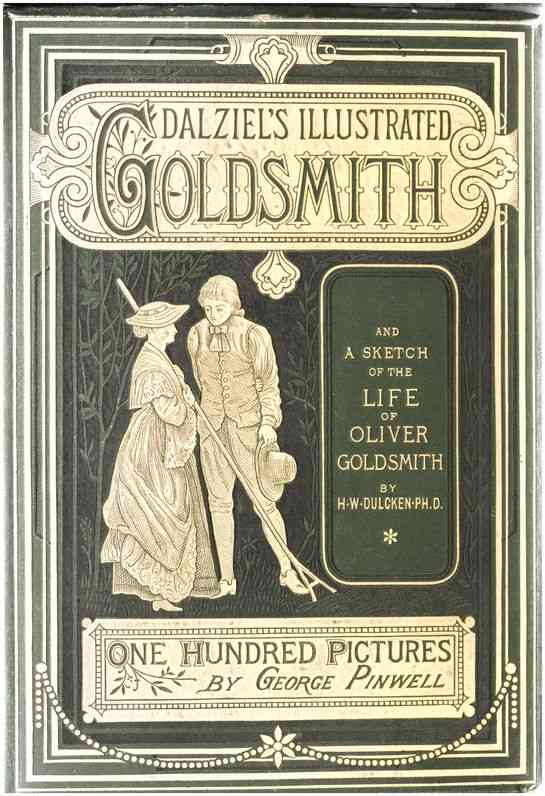 DALZIEL'S ILLUSTRATED
GOLDSMITH
AND
A SKETCH
OF THE
LIFE
OF
OLIVER
GOLDSMITH
BY
H·W·DULCKEN·PH.D.
ONE HUNDRED PICTURES
BY GEORGE PINWELL